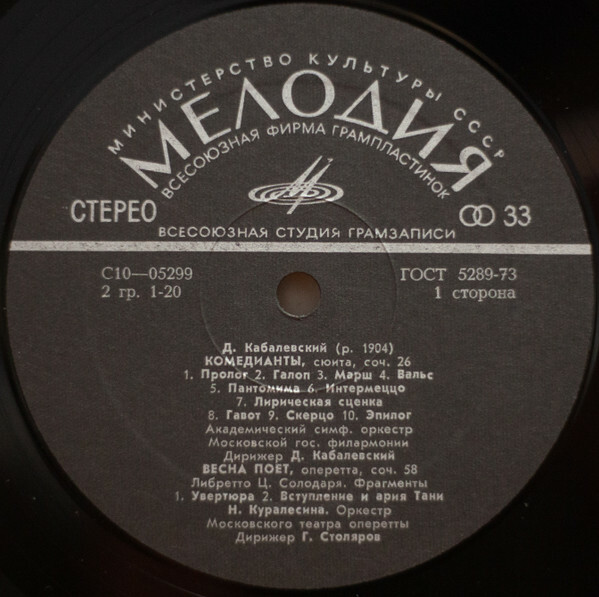 МИНИСТЕРСТВО КУЛЬТУРЫ СССР
МЕЛОДИЯ
ВСЕСОЮЗНАЯ ФИРМА ГРАМПЛАСТИНОК
СТЕРЕО
33
ВСЕСОЮЗНАЯ СТУДИЯ ГРАМЗАПИСИ
С10—05299
ГОСТ 5289-73
2 гр. 1-20
1 сторона
Д. Кабалевский (р. 1904)
КОМЕДИАНТЫ, сюита, соч. 26
1. Пролог 2. Галоп 3. Марш 4. Вальс
5. Пантомима 6. Интермеццо
7. Лирическая сценка
8. Гавот 9. Скерцо 10. Эпилог
Академический симф. оркестр
Московской гос. филармонии
Дирижер Д. Кабалевский
ВЕСНА ПОЕТ, оперетта, соч. 58
Либретто Ц. Солодаря. Фрагменты
1. Увертюра 2. Вступление и ария Тани
Н. Куралесина. Оркестр
Московского театра оперетты
Дирижер Г. Столяров